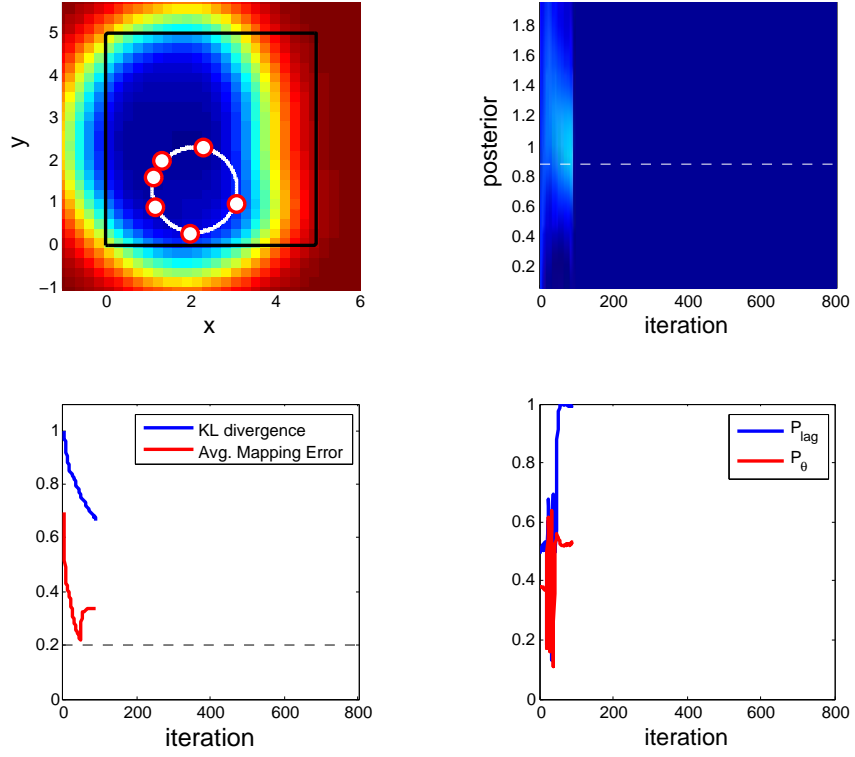 5
4
3
2
1
0
−1
y
0 2 4 6
x
1.8
1.6
1.4
1.2
1
0.8
0.6
0.4
0.2
posterior
0 200 400 600 800
iteration
1
0.8
0.6
0.4
0.2
0
KL divergence
Avg. Mapping Error
0 200 400 600 800
iteration
1
0.8
0.6
0.4
0.2
0
P_lag
P_θ
0 200 400 600 800
iteration